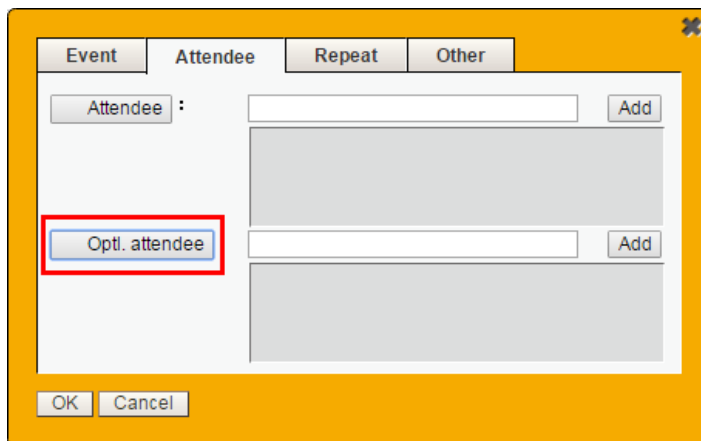 Event Attendee Repeat Other
Attendee : Add
Optl. attendee Add
OK Cancel